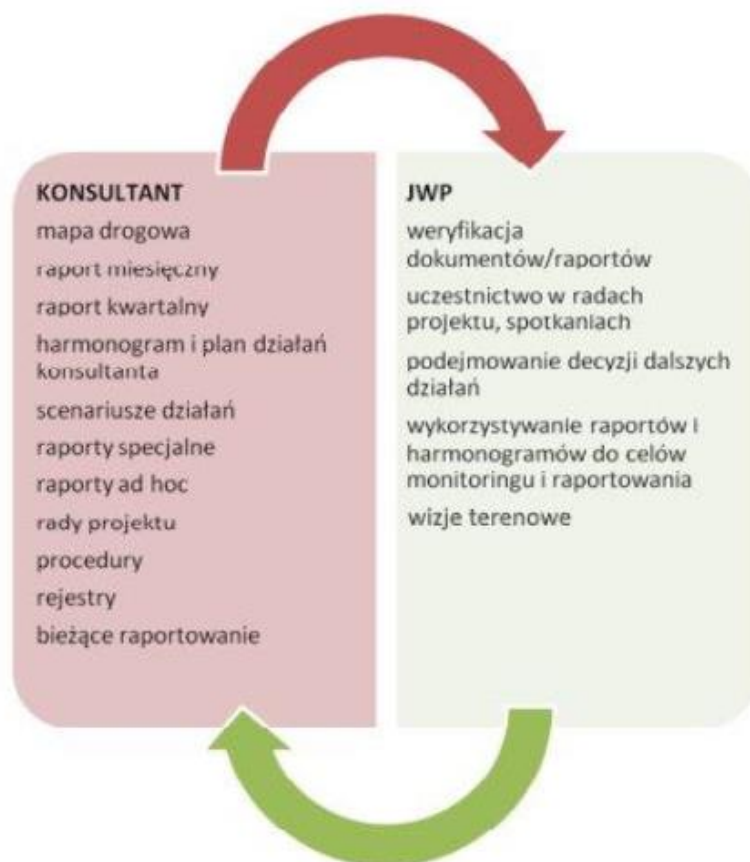 KONSULTANT
mapa drogowa
raport miesięczny
raport kwartalny
harmonogram i plan działań
konsultanta
scenariusze działań
raporty specjalne
raporty ad hoc
rady projektu
procedury
rejestry
bieżące raportowanie
JWP
weryfikacja
dokumentów/raportów
uczestnictwo w radach
projektu, spotkaniach
podejmowanie decyzji dalszych
działań
wykorzystywanie raportów i
harmonogramów do celów
monitoringu i raportowania
wizje terenowe